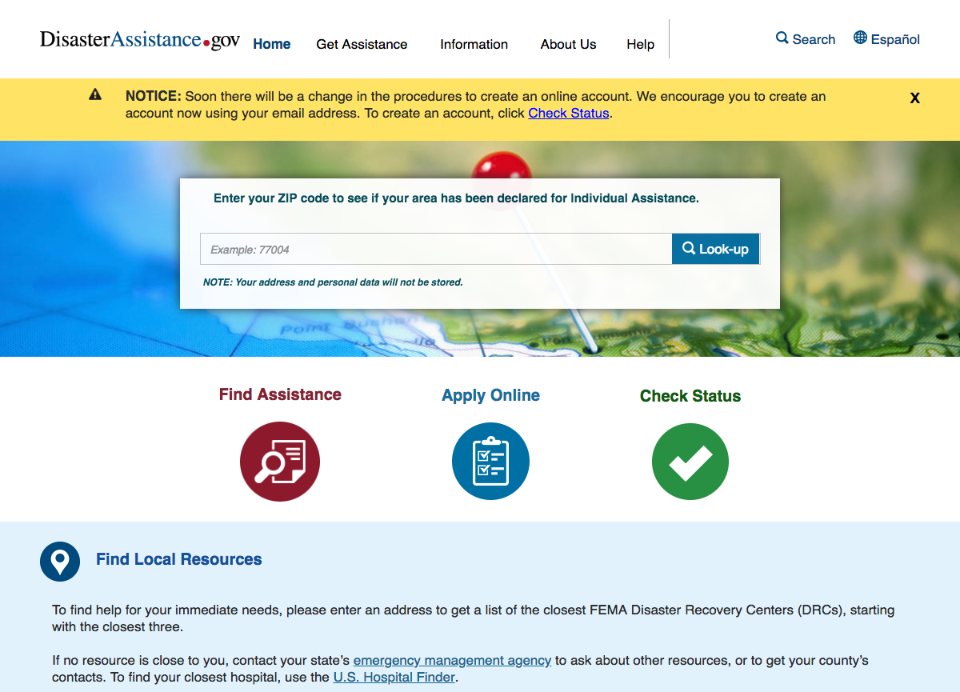 DisasterAssistance.gov Home Get Assistance Information About Us Help Search Español
NOTICE: Soon there will be a change in the procedures to create an online account. We encourage you to create an
account now using your email address. To create an account, click Check Status.
X
Enter your ZIP code to see if your area has been declared for Individual Assistance.
Example: 77004 Look-up
NOTE: Your address and personal data will not be stored.
Point
Find Assistance Apply Online Check Status
Find Local Resources
To find help for your immediate needs, please enter an address to get a list of the closest FEMA Disaster Recovery Centers (DRCs), starting
with the closest three.
If no resource is close to you, contact your state's emergency management agency to ask about other resources, or to get your county's
contacts. To find your closest hospital, use the U.S. Hospital Finder.